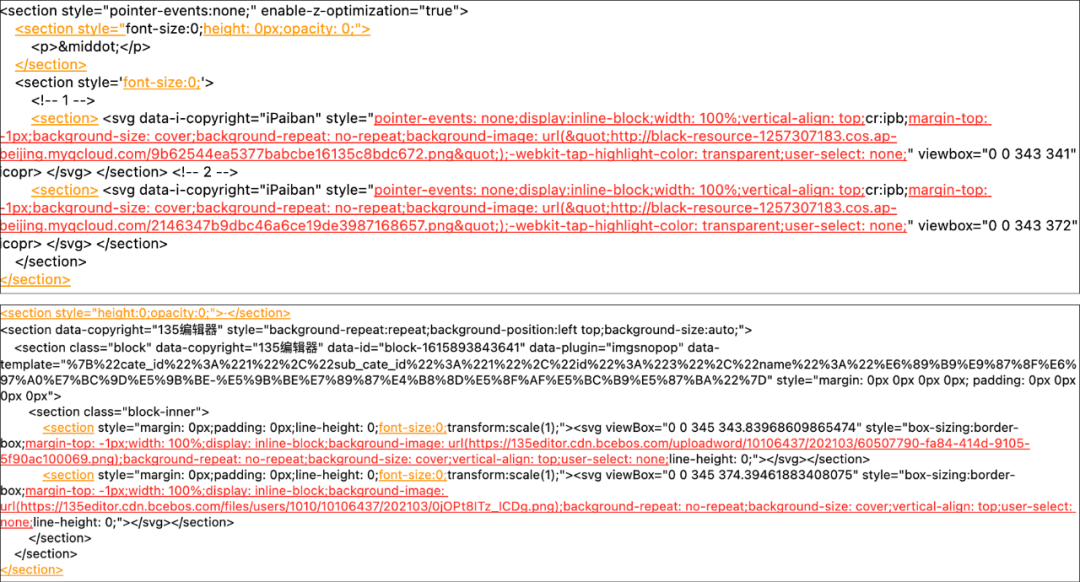 <section style="pointer-events:none;" enable-z-optimization="true">
<section style="font-size:0;height: 0px;opacity: 0;">
<p>&middot;</p>
</section>
<section style='font-size:0;'>
<!-- 1 -->
<section> <svg data-i-copyright="iPaiban" style="pointer-events: none;display:inline-block;width: 100%;vertical-align: top;cr:ipb;margin-top:
-1px;background-size: cover;background-repeat: no-repeat;background-image: url(&quot;http://black-resource-1257307183.cos.ap-
beijing.myqcloud.com/9b62544ea5377babcbe16135c8bdc672.png&quot;);-webkit-tap-highlight-color: transparent;user-select: none;" viewbox="0 0 343 341"
icopr> </svg> </section> <!-- 2 -->
<section> <svg data-i-copyright="iPaiban" style="pointer-events: none;display:inline-block;width: 100%;vertical-align: top;cr:ipb;margin-top:
-1px;background-size: cover;background-repeat: no-repeat;background-image: url(&quot;http://black-resource-1257307183.cos.ap-
beijing.myqcloud.com/2146347b9dbc46a6ce19de3987168657.png&quot;);-webkit-tap-highlight-color: transparent;user-select: none;" viewbox="0 0 343 372"
icopr> </svg> </section>
</section>
</section>
<section style="height:0;opacity:0;">·</section>
<section data-copyright="135编辑器" style="background-repeat:repeat;background-position:left top;background-size:auto;">
<section class="block" data-copyright="135编辑器" data-id="block-1615893843641" data-plugin="imgsnopop" data-
template="%7B%22cate_id%22%3A%221%22%2C%22sub_cate_id%22%3A%221%22%2C%22id%22%3A%223%22%2C%22name%22%3A%22%E6%89%B9%E9%87%8F%E6%
97%A0%E7%BC%9D%E5%9B%BE-%E5%9B%BE%E7%89%87%E4%B8%8D%E5%8F%AF%E5%BC%B9%E5%87%BA%22%7D" style="margin: 0px 0px 0px 0px; padding: 0px 0px
0px 0px">
<section class="block-inner">
<section style="margin: 0px;padding: 0px;line-height: 0;font-size:0;transform:scale(1);"><svg viewBox="0 0 345 343.83968609865474" style="box-sizing:border-
box;margin-top: -1px;width: 100%;display: inline-block;background-image: url(https://135editor.cdn.bcebos.com/uploadword/10106437/202103/60507790-fa84-414d-9105-
5f90ac100069.png);background-repeat: no-repeat;background-size: cover;vertical-align: top;user-select: none;line-height: 0;"></svg></section>
<section style="margin: 0px;padding: 0px;line-height: 0;font-size:0;transform:scale(1);"><svg viewBox="0 0 345 374.39461883408075" style="box-sizing:border-
box;margin-top: -1px;width: 100%;display: inline-block;background-image:
url(https://135editor.cdn.bcebos.com/files/users/1010/10106437/202103/0jOPt8ITz_ICDg.png);background-repeat: no-repeat;background-size: cover;vertical-align: top;user-select:
none;line-height: 0;"></svg></section>
</section>
</section>
</section>